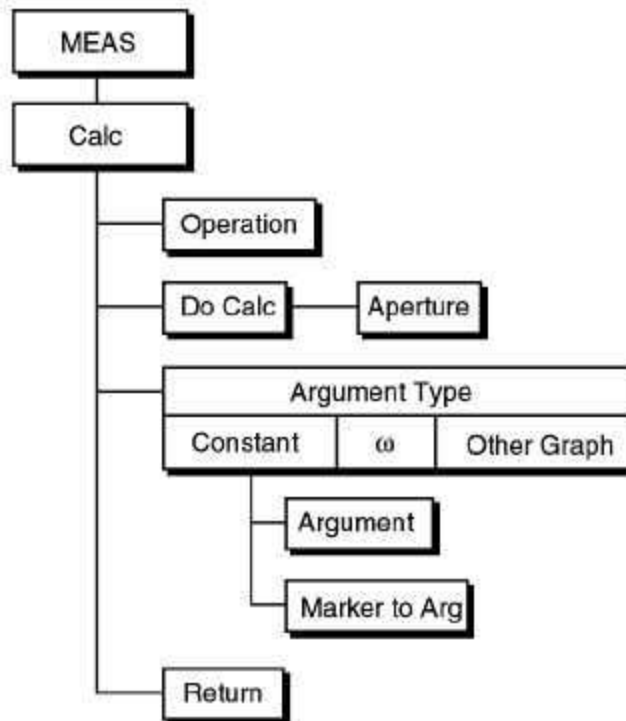 MEAS
Calc
Operation
Do Calc Aperture
Argument Type
Constant ω Other Graph
Argument
Marker to Arg
Return